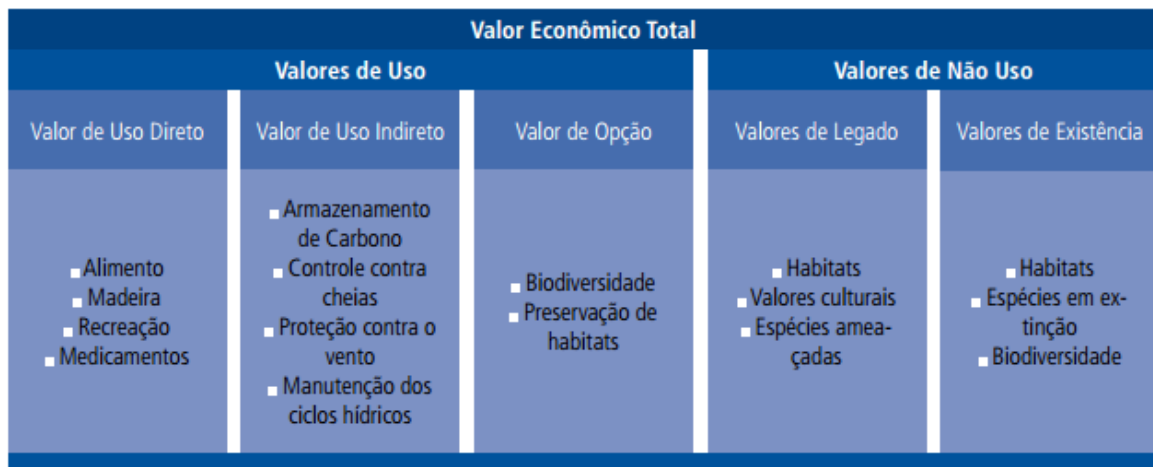 Valor Econômico Total
Valores de Uso
Valores de Não Uso
Valor de Uso Direto
Valor de Uso Indireto
Valor de Opção
Valores de Legado
Valores de Existência
Alimento
Madeira
Recreação
Medicamentos
Armazenamento
de Carbono
Controle contra
cheias
Proteção contra o
vento
Manutenção dos
ciclos hídricos
Biodiversidade
Preservação de
habitats
Habitats
Valores culturais
Espécies amea-
çadas
Habitats
Espécies em ex-
tinção
Biodiversidade